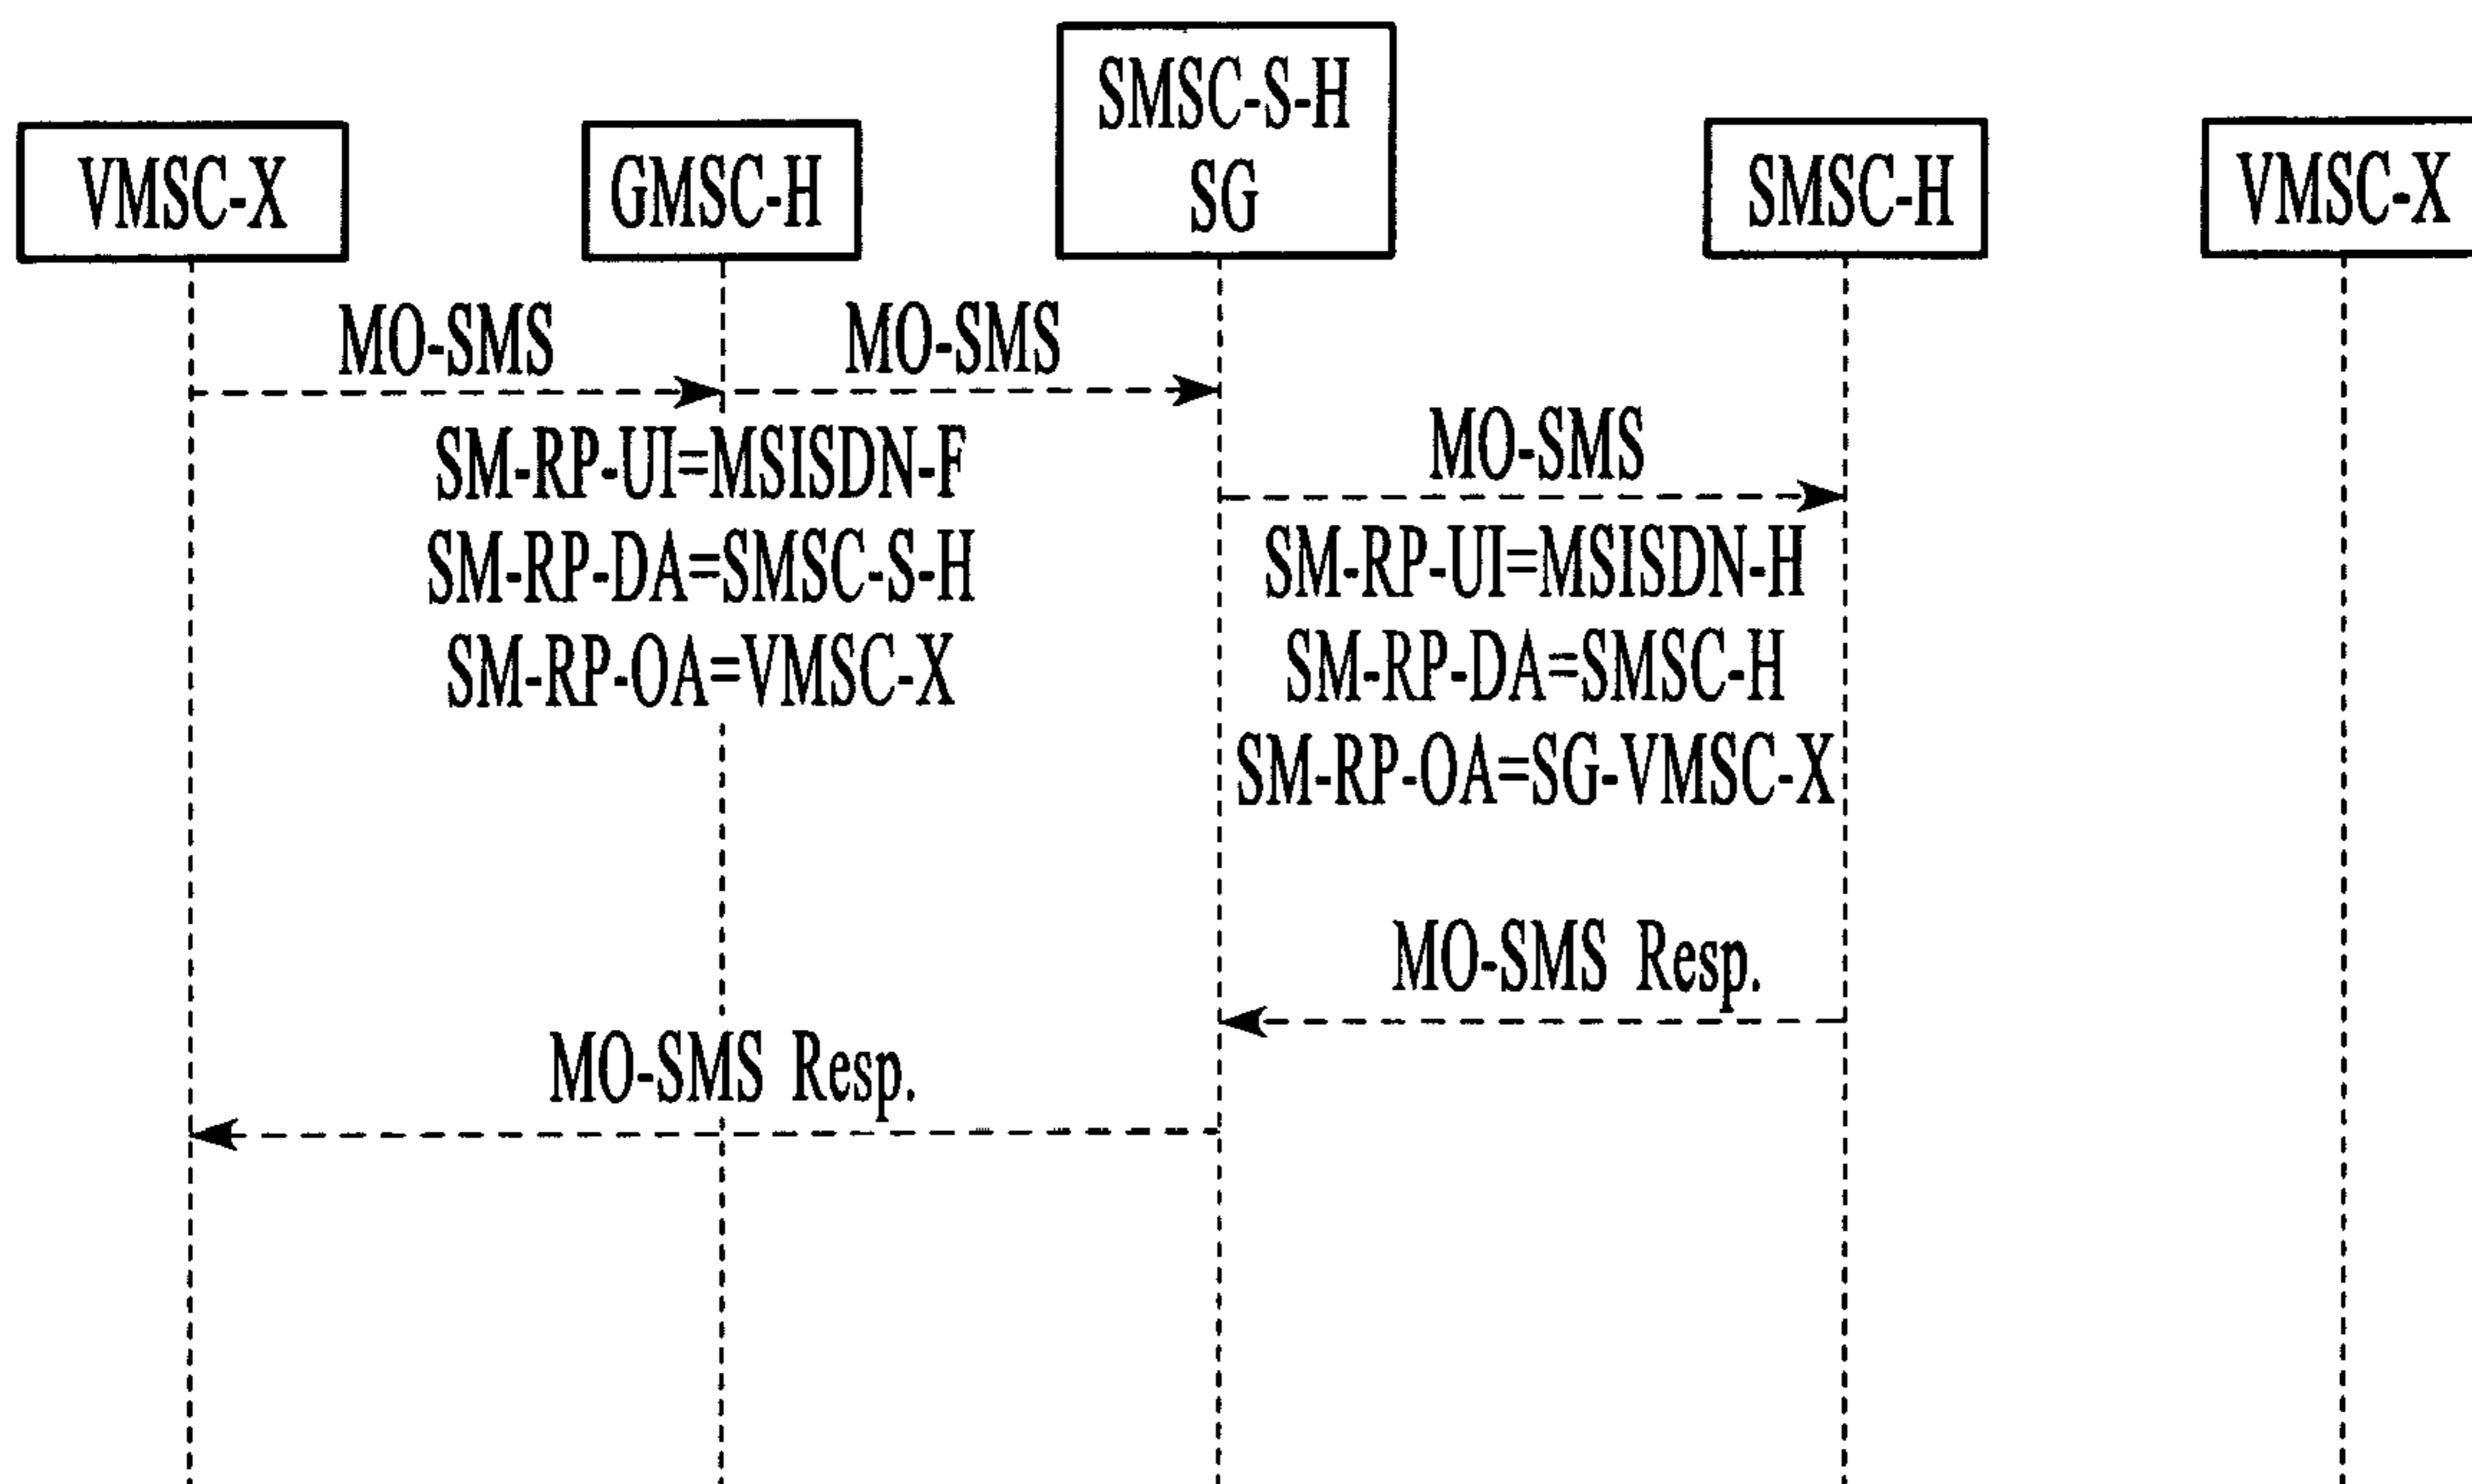 SMSC-S-H
SG
VMSC-X
GMSC-H
SMSC-H
VMSC-X
MO-SMS
MO-SMS
SM-RP-UI=MSISDN-F
SM-RP-DA=SMSC-S-H
SM-RP-OA=VMSC-X
MO-SMS
SM-RP-UI=MSISDN-H
SM-RP-DA=SMSC-H
SM-RP-OA=SG-VMSC-X
MO-SMS Resp.
MO-SMS Resp.